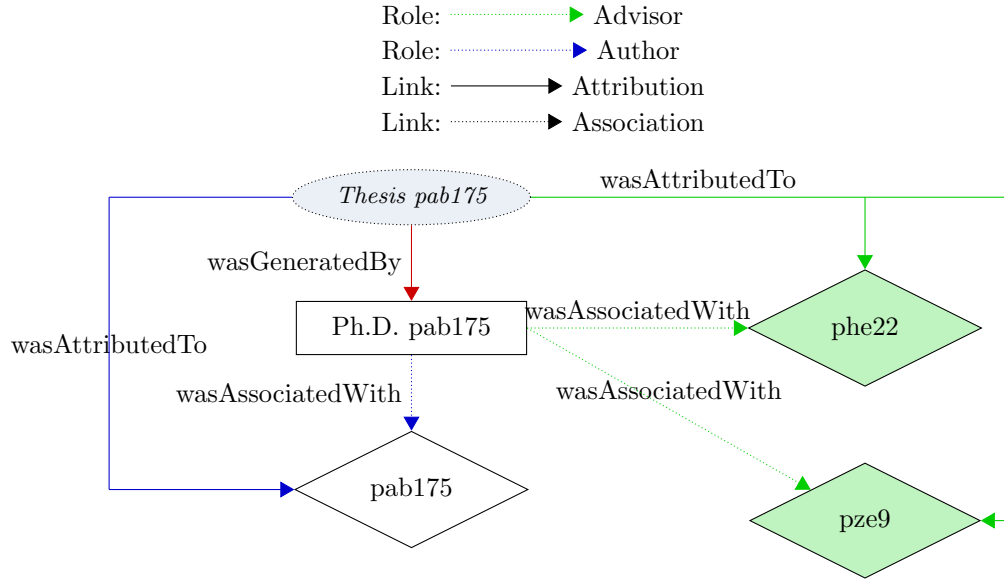 Role: Advisor
Role: Author
Link: Attribution
Link: Association
wasAttributedTo
Thesis pab175
wasGeneratedBy
wasAssociatedWith
Ph.D. pab175
phe22
wasAttributedTo
wasAssociatedWith
wasAssociatedWith
pab175
pze9